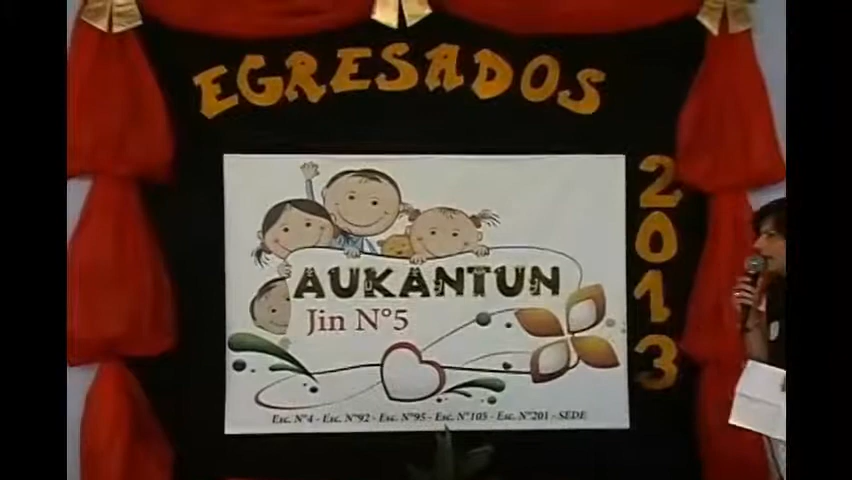 EGRESADOS
2013
AUKANTUN
Jin N°5
Esc. N°4 - Esc. N°92 - Esc. N°95 - Esc. N°105 - Esc. N°201 - SEDE